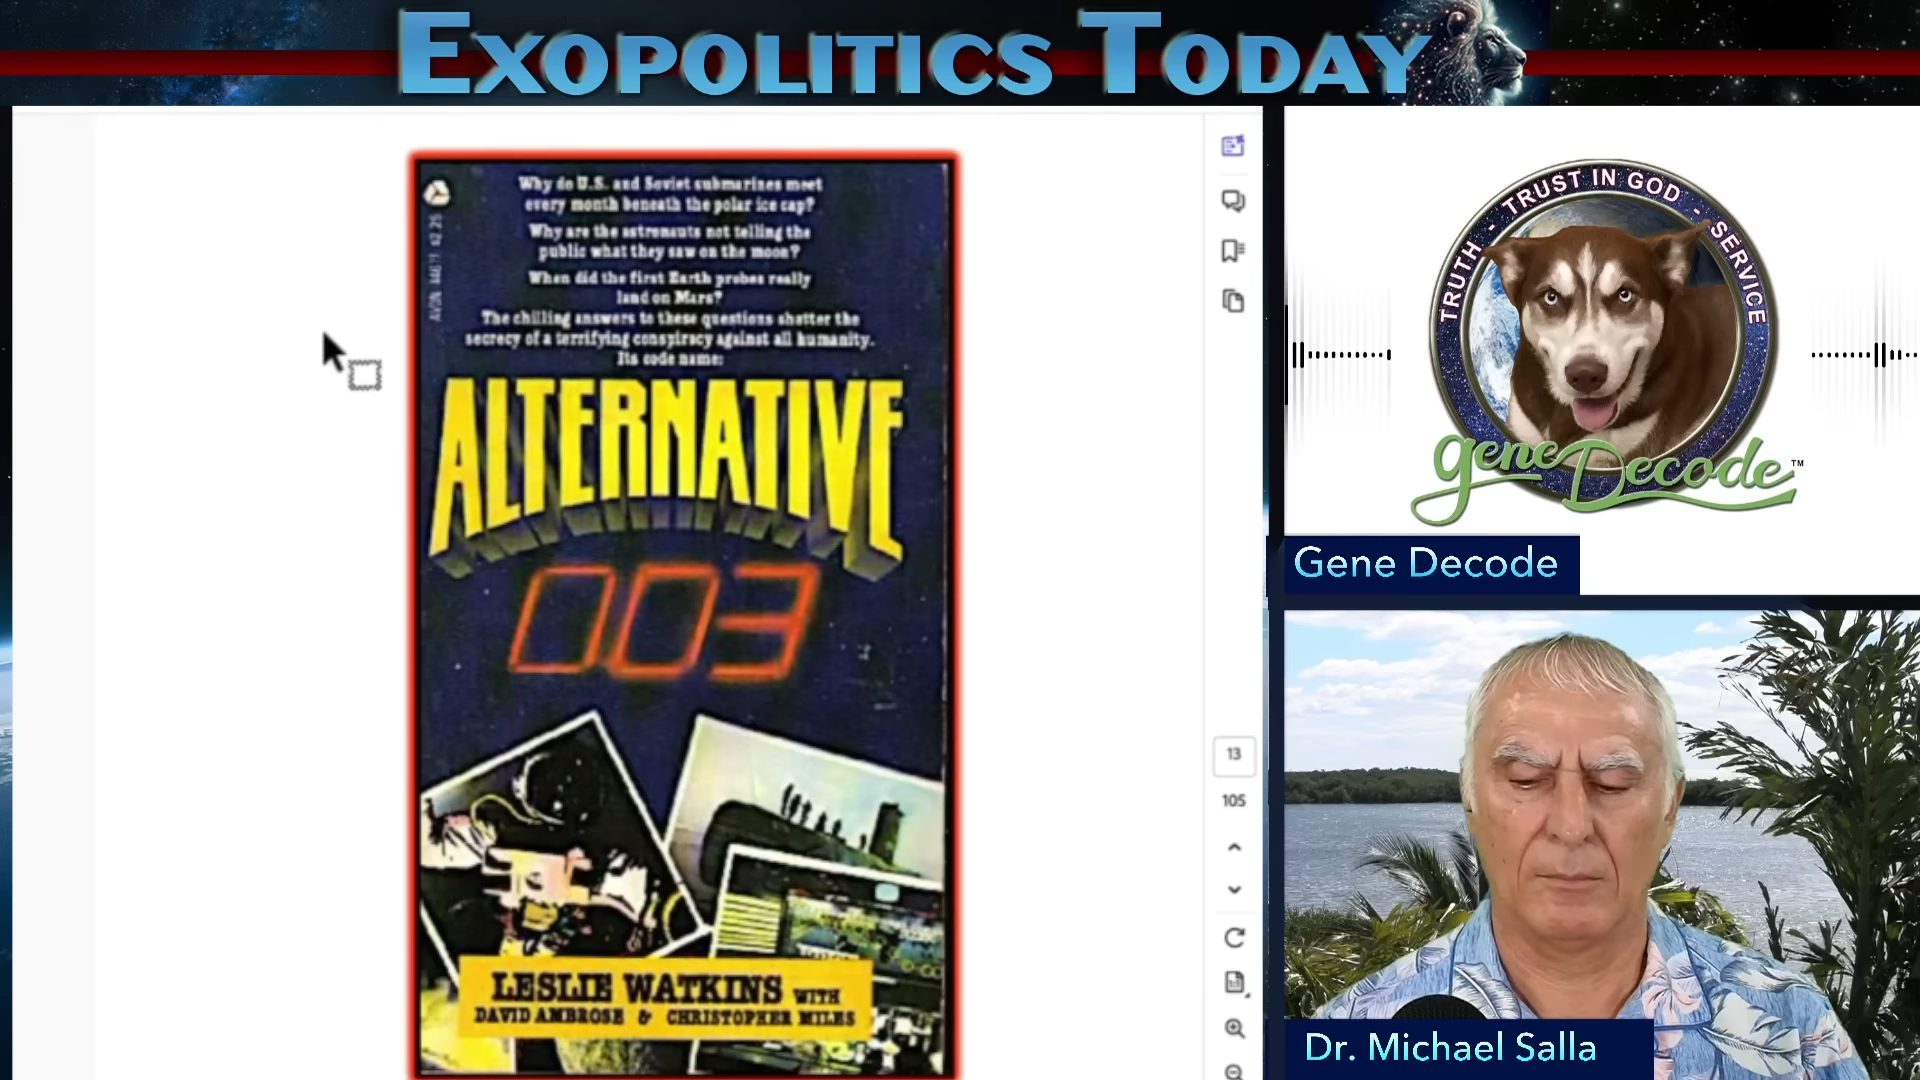 EXOPOLITICS TODAY
Why do U.S. and Soviet submarines meet
every month beneath the polar ice cap?
Why are the astronauts not telling the
public what they saw on the moon?
When did the first Earth probes really
land on Mars?
The chilling answers to these questions shatter the
secrecy of a terrifying conspiracy against all humanity.
Its code name:
ALTERNATIVE
003
LESLIE WATKINS WITH
DAVID AMBROSE & CHRISTOPHER MILES
13
105
TRUTH - TRUST IN GOD - SERVICE
gene Decode™
Gene Decode
Dr. Michael Salla